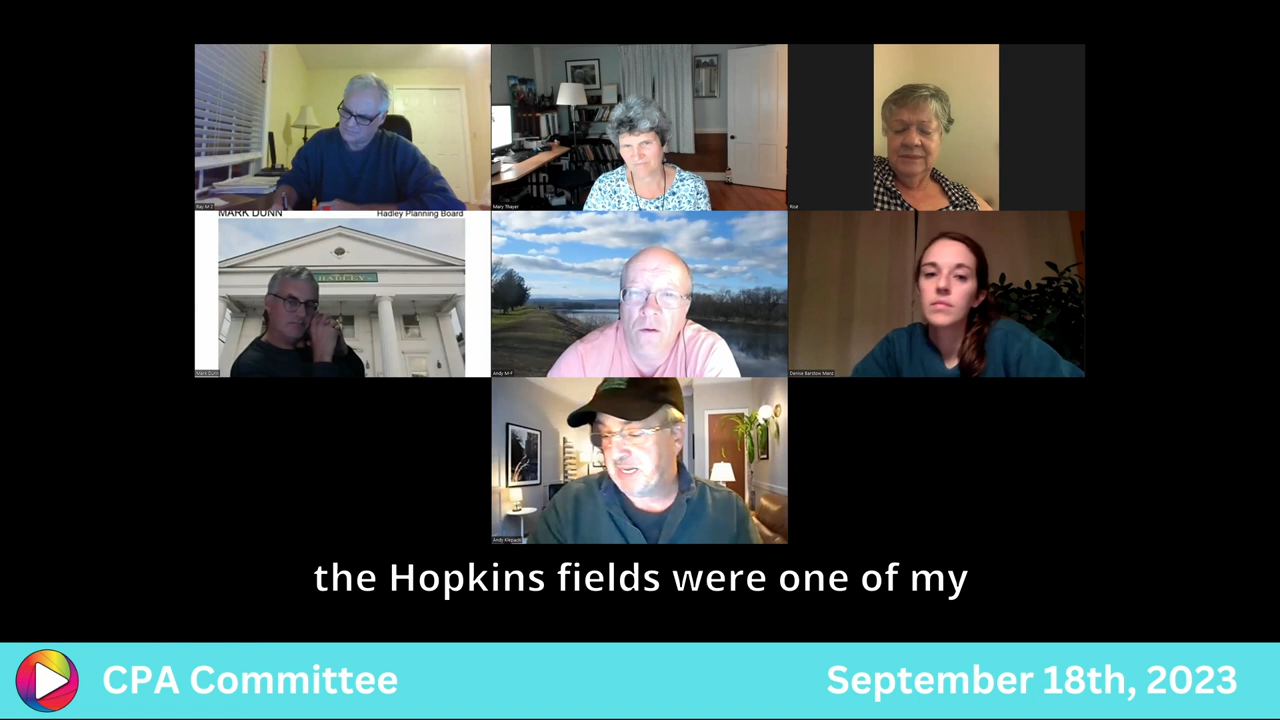 Ray M-Z
Mary Thayer
MARK DUNN
Hadley Planning Board
HADLEY
Mark Dunn
Andy M-F
Denise Barstow Manz
Andy Klepacki
the Hopkins fields were one of my
CPA Committee
September 18th, 2023